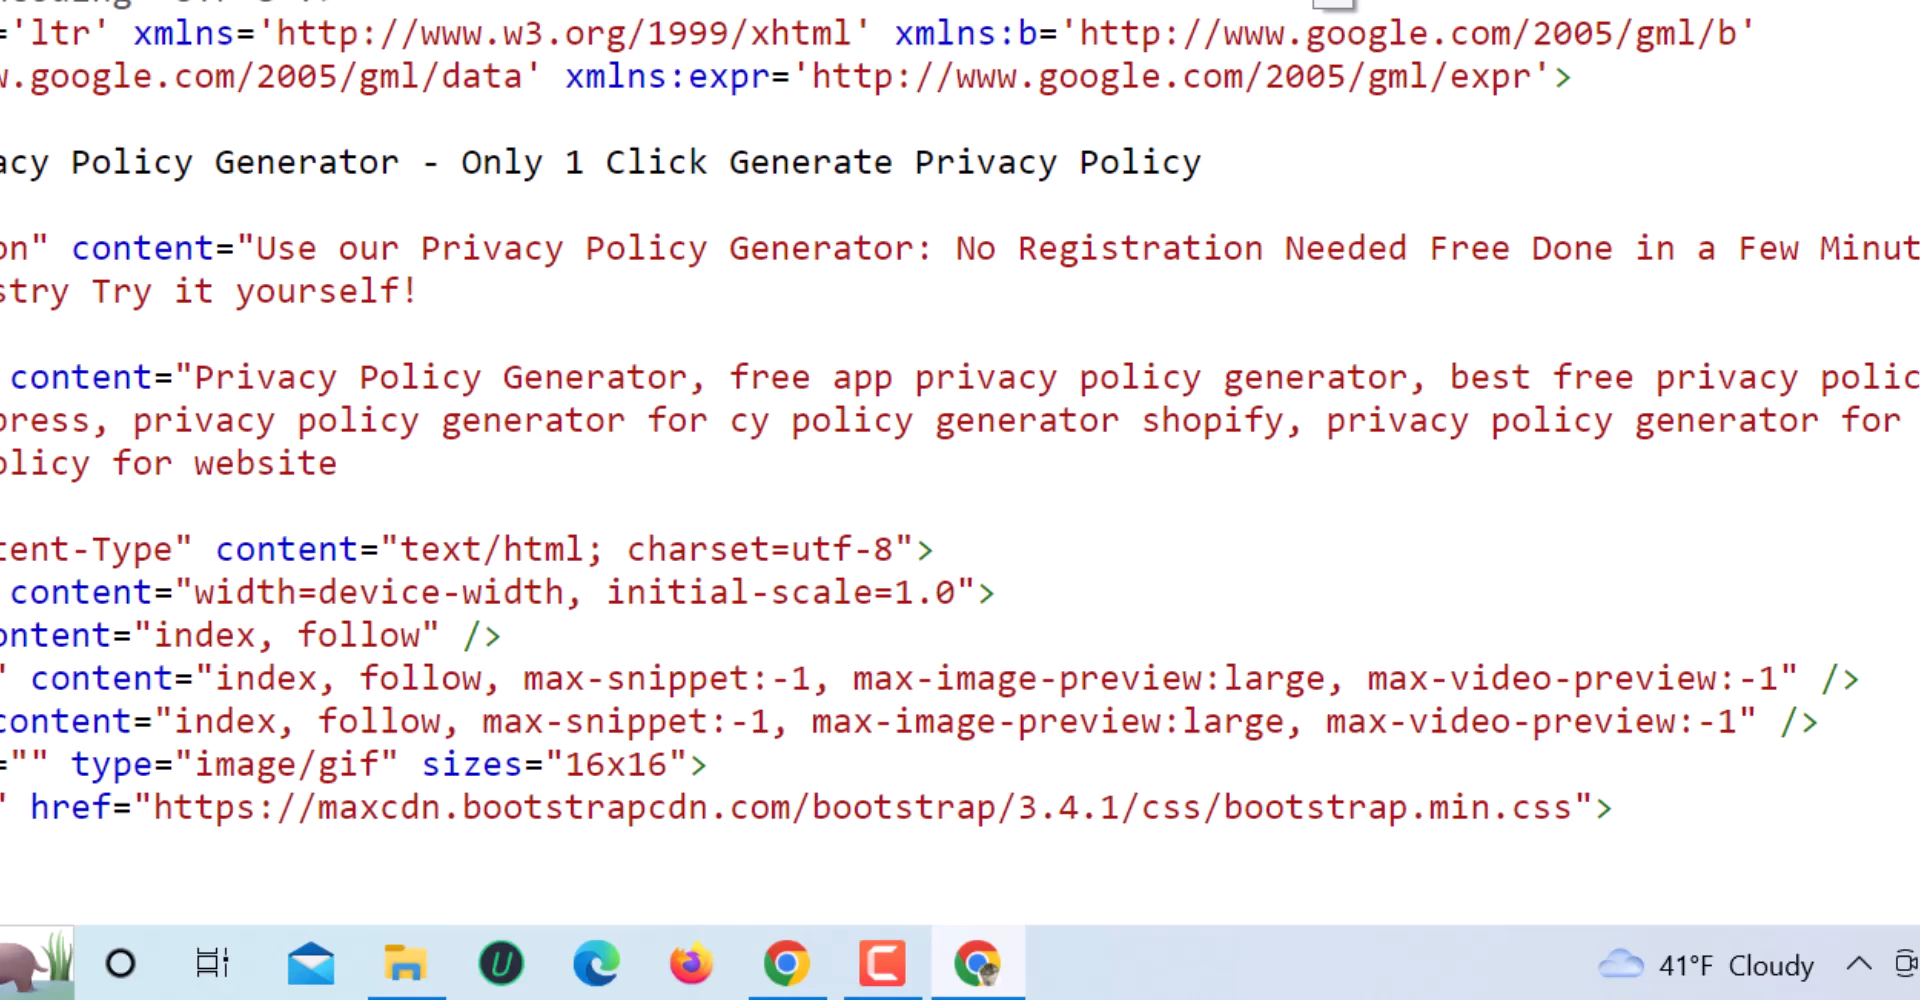 ='ltr' xmlns='http://www.w3.org/1999/xhtml' xmlns:b='http://www.google.com/2005/gml/b'
w.google.com/2005/gml/data' xmlns:expr='http://www.google.com/2005/gml/expr'>
acy Policy Generator - Only 1 Click Generate Privacy Policy
on" content="Use our Privacy Policy Generator: No Registration Needed Free Done in a Few Minut
stry Try it yourself!
content="Privacy Policy Generator, free app privacy policy generator, best free privacy polic
press, privacy policy generator for cy policy generator shopify, privacy policy generator for
olicy for website
tent-Type" content="text/html; charset=utf-8">
content="width=device-width, initial-scale=1.0">
ontent="index, follow" />
" content="index, follow, max-snippet:-1, max-image-preview:large, max-video-preview:-1" />
content="index, follow, max-snippet:-1, max-image-preview:large, max-video-preview:-1" />
="" type="image/gif" sizes="16x16">
" href="https://maxcdn.bootstrapcdn.com/bootstrap/3.4.1/css/bootstrap.min.css">
41°F Cloudy